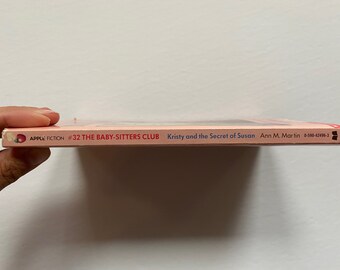 APPLE FICTION #32 THE BABY-SITTERS CLUB Kristy and the Secret of Susan Ann M. Martin